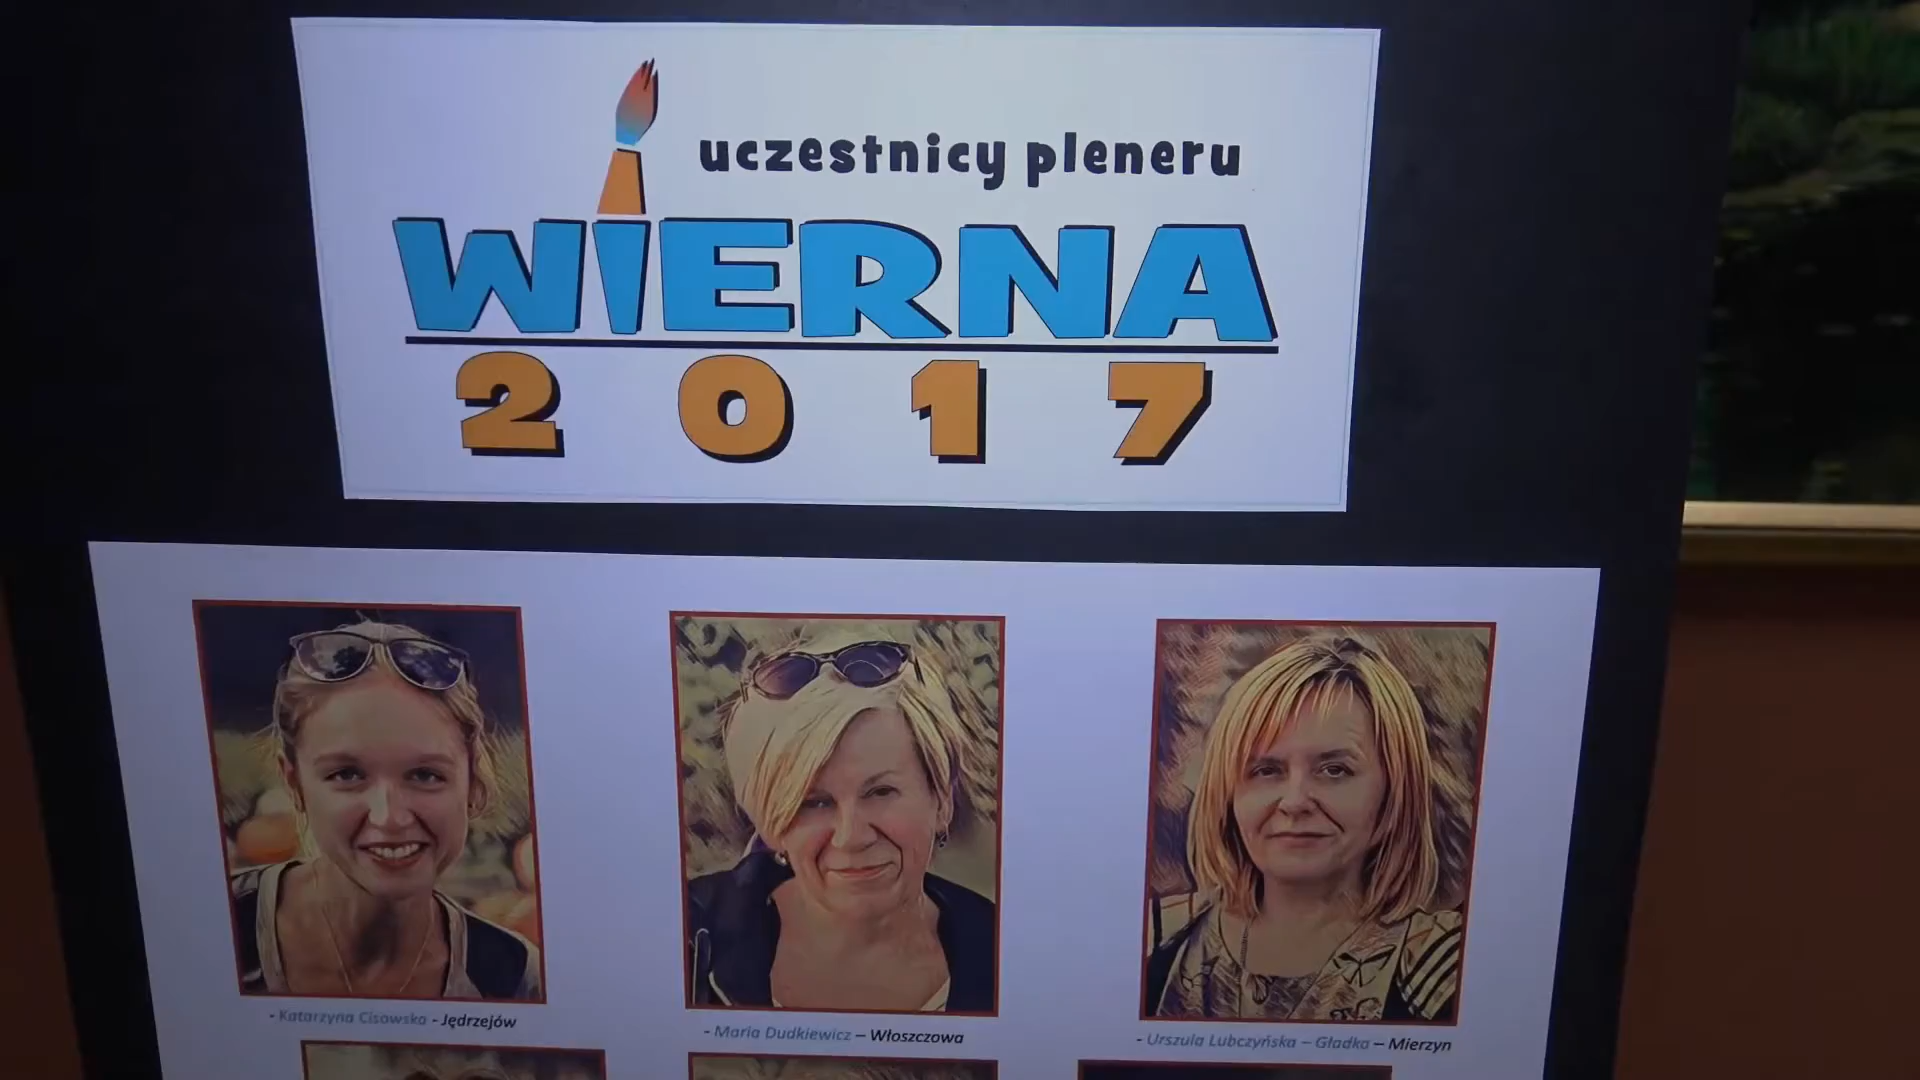 uczestnicy pleneru
WIERNA
2017
- Katarzyna Cisowska - Jędrzejów
- Maria Dudkiewicz – Włoszczowa
- Urszula Lubczyńska – Gładka – Mierzyn